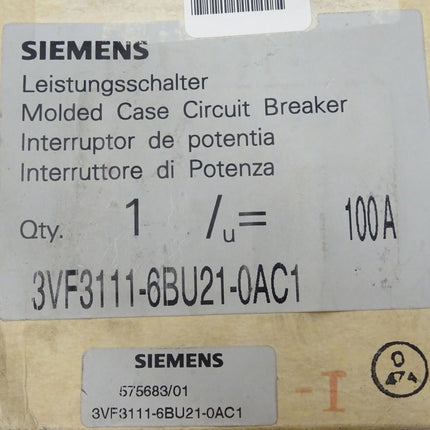 SIEMENS
Leistungsschalter
Molded Case Circuit Breaker
Interruptor de potentia
Interruttore di Potenza
Qty. 1 Iu= 100A
3VF3111-6BU21-0AC1
SIEMENS
575683/01
3VF3111-6BU21-0AC1
-I
0